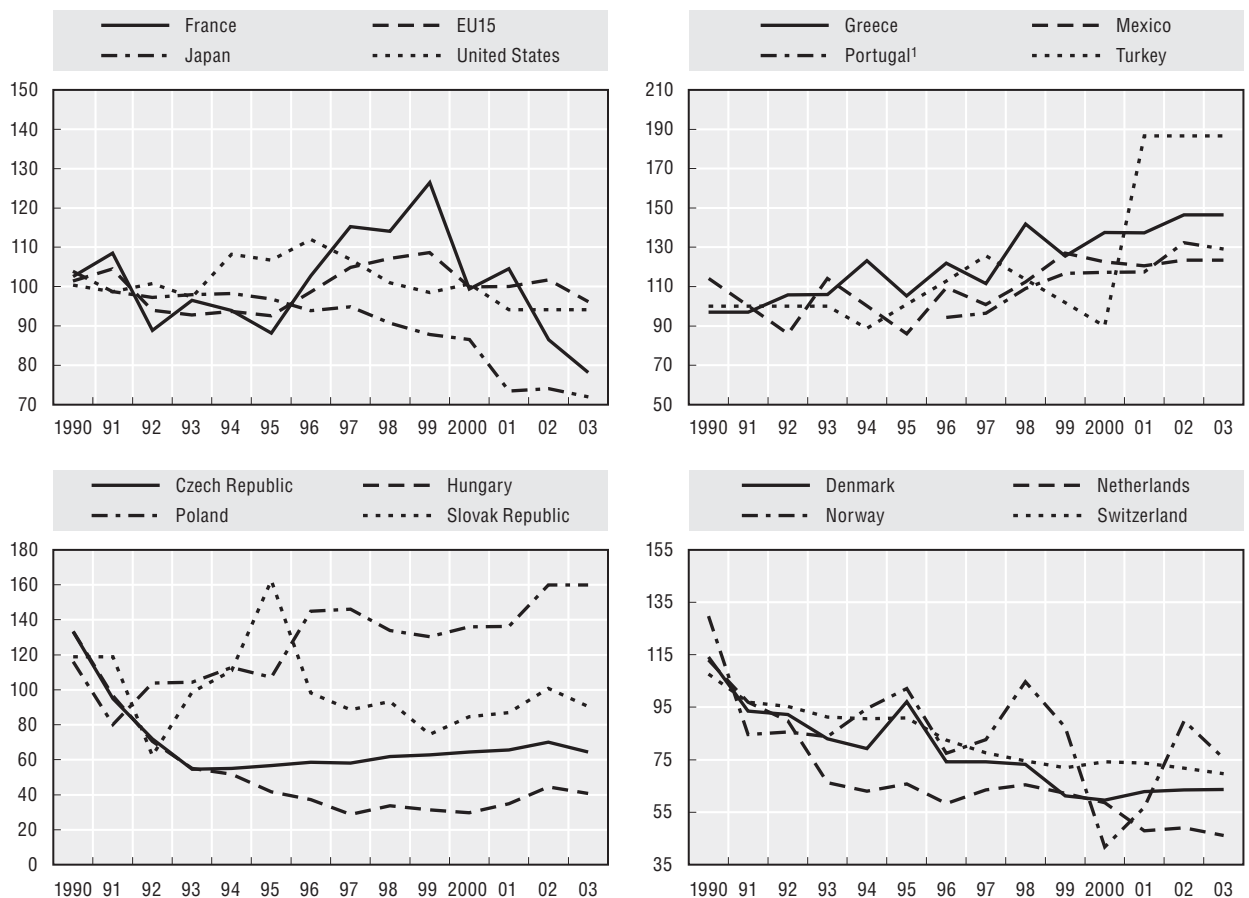 France EU15
Japan United States
150
140
130
120
110
100
90
80
70
1990 91 92 93 94 95 96 97 98 99 2000 01 02 03
Greece Mexico
Portugal¹ Turkey
210
190
170
150
130
110
90
70
50
1990 91 92 93 94 95 96 97 98 99 2000 01 02 03
Czech Republic Hungary
Poland Slovak Republic
180
160
140
120
100
80
60
40
20
0
1990 91 92 93 94 95 96 97 98 99 2000 01 02 03
Denmark Netherlands
Norway Switzerland
155
135
115
95
75
55
35
1990 91 92 93 94 95 96 97 98 99 2000 01 02 03